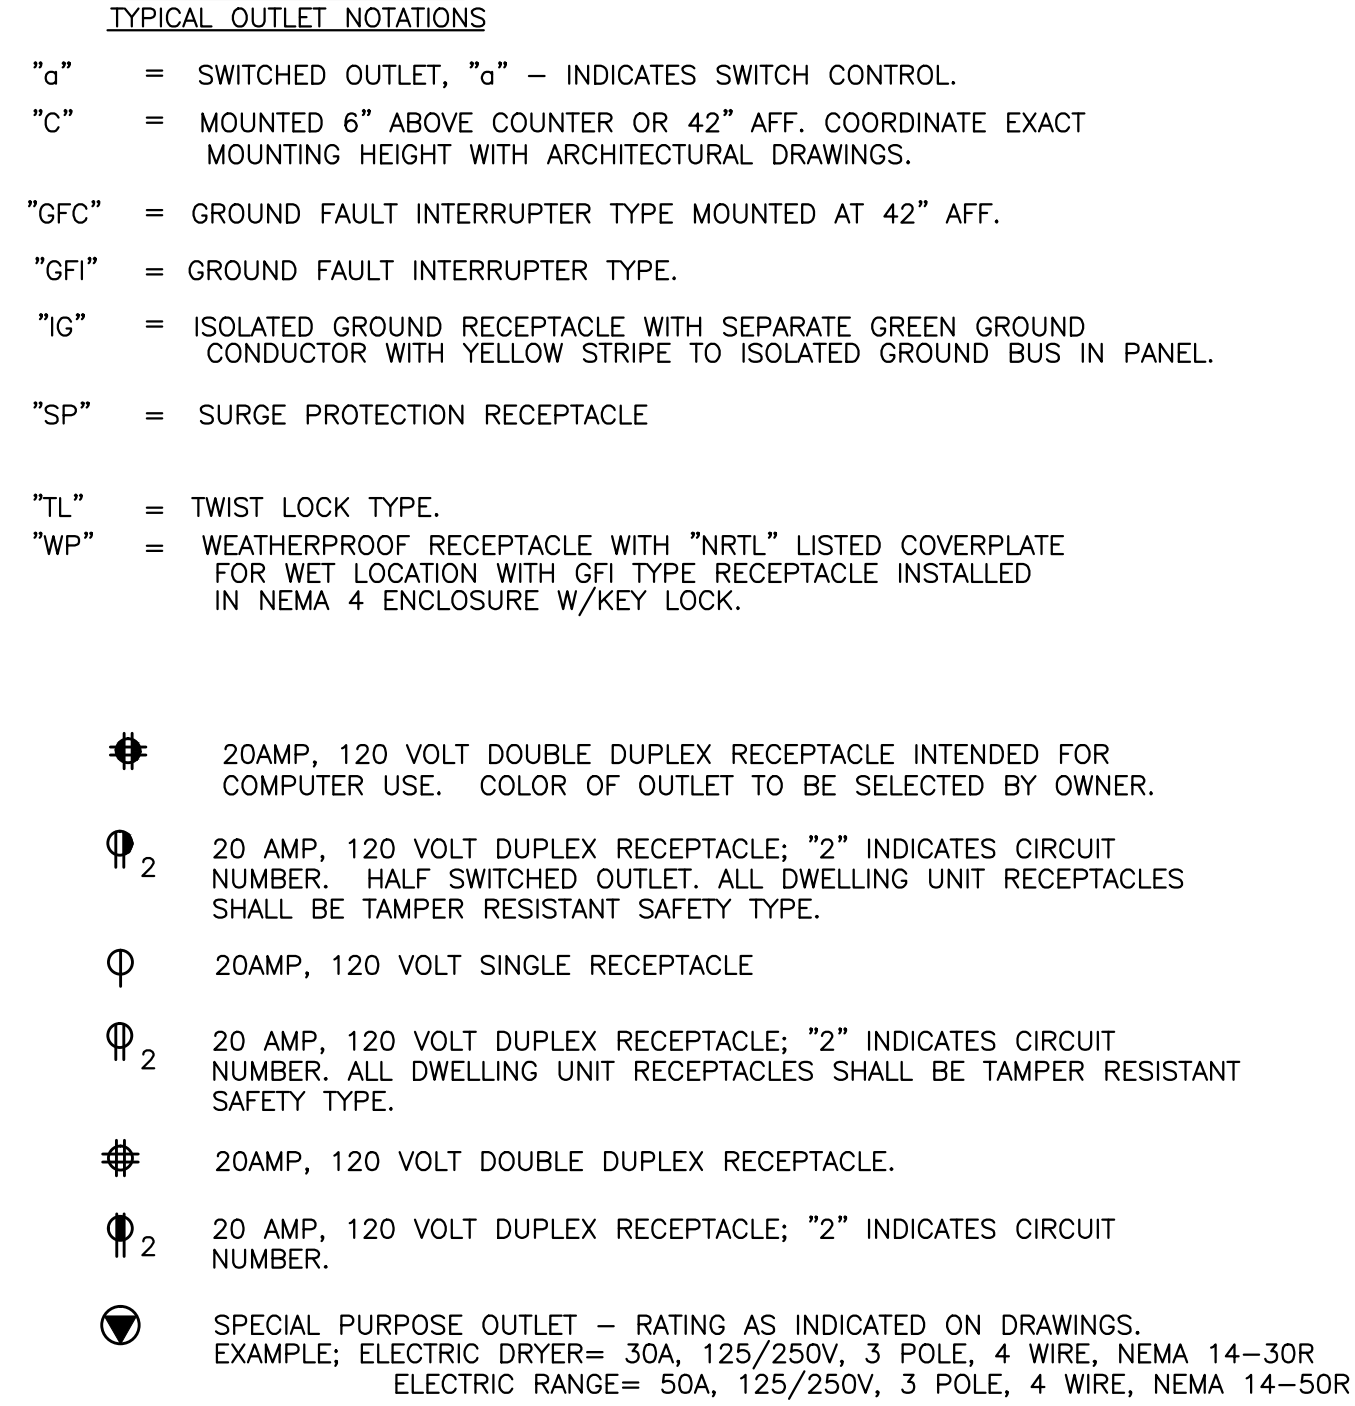 TYPICAL OUTLET NOTATIONS
"a" = SWITCHED OUTLET, "a" – INDICATES SWITCH CONTROL.
"C" = MOUNTED 6" ABOVE COUNTER OR 42" AFF. COORDINATE EXACT
MOUNTING HEIGHT WITH ARCHITECTURAL DRAWINGS.
"GFC" = GROUND FAULT INTERRUPTER TYPE MOUNTED AT 42" AFF.
"GFI" = GROUND FAULT INTERRUPTER TYPE.
"IG" = ISOLATED GROUND RECEPTACLE WITH SEPARATE GREEN GROUND
CONDUCTOR WITH YELLOW STRIPE TO ISOLATED GROUND BUS IN PANEL.
"SP" = SURGE PROTECTION RECEPTACLE
"TL" = TWIST LOCK TYPE.
"WP" = WEATHERPROOF RECEPTACLE WITH "NRTL" LISTED COVERPLATE
FOR WET LOCATION WITH GFI TYPE RECEPTACLE INSTALLED
IN NEMA 4 ENCLOSURE W/KEY LOCK.
20AMP, 120 VOLT DOUBLE DUPLEX RECEPTACLE INTENDED FOR
COMPUTER USE. COLOR OF OUTLET TO BE SELECTED BY OWNER.
2 20 AMP, 120 VOLT DUPLEX RECEPTACLE; "2" INDICATES CIRCUIT
NUMBER. HALF SWITCHED OUTLET. ALL DWELLING UNIT RECEPTACLES
SHALL BE TAMPER RESISTANT SAFETY TYPE.
20AMP, 120 VOLT SINGLE RECEPTACLE
2 20 AMP, 120 VOLT DUPLEX RECEPTACLE; "2" INDICATES CIRCUIT
NUMBER. ALL DWELLING UNIT RECEPTACLES SHALL BE TAMPER RESISTANT
SAFETY TYPE.
20AMP, 120 VOLT DOUBLE DUPLEX RECEPTACLE.
2 20 AMP, 120 VOLT DUPLEX RECEPTACLE; "2" INDICATES CIRCUIT
NUMBER.
SPECIAL PURPOSE OUTLET – RATING AS INDICATED ON DRAWINGS.
EXAMPLE; ELECTRIC DRYER= 30A, 125/250V, 3 POLE, 4 WIRE, NEMA 14–30R
ELECTRIC RANGE= 50A, 125/250V, 3 POLE, 4 WIRE, NEMA 14–50R